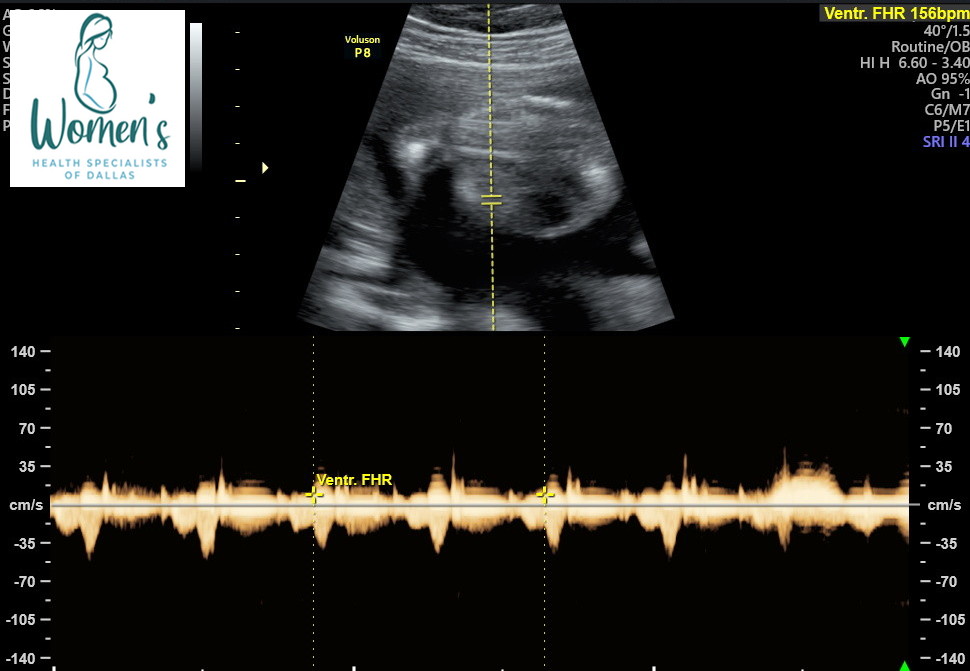 Women's
HEALTH SPECIALISTS
OF DALLAS
Voluson
P8
Ventr. FHR 156bpm
40°/1.5
Routine/OB
HI H 6.60 - 3.40
AO 95%
Gn -1
C6/M7
P5/E1
SRI II 4
140
105
70
35
cm/s
-35
-70
-105
-140
Ventr. FHR
140
105
70
35
cm/s
-35
-70
-105
-140